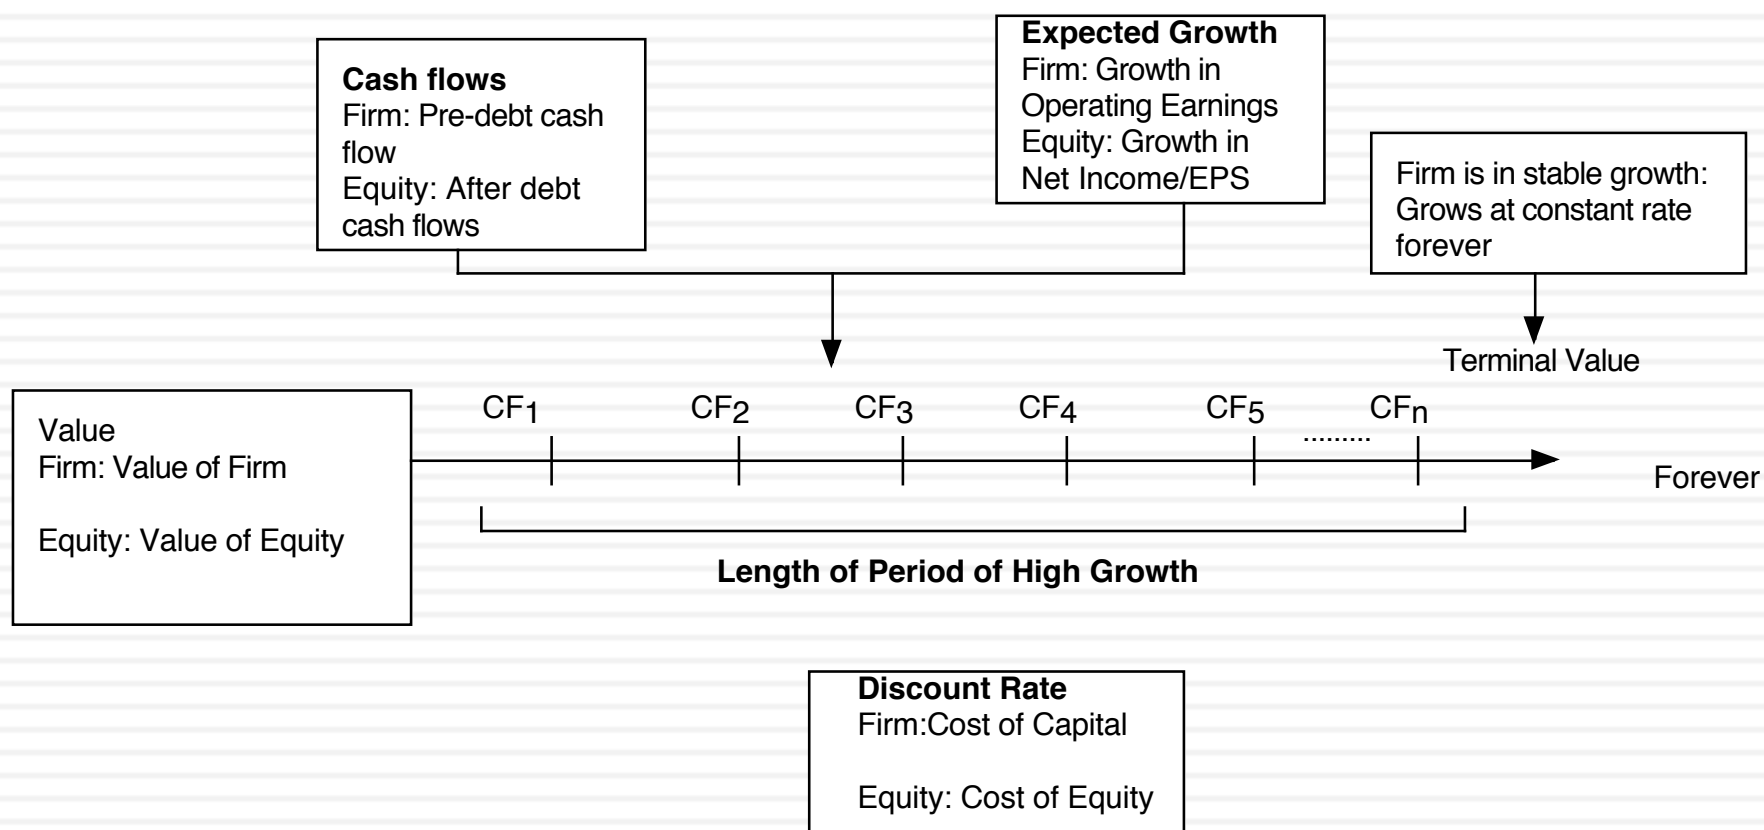 Cash flows
Firm: Pre-debt cash
flow
Equity: After debt
cash flows
Expected Growth
Firm: Growth in
Operating Earnings
Equity: Growth in
Net Income/EPS
Firm is in stable growth:
Grows at constant rate
forever
Terminal Value
CF1 CF2 CF3 CF4 CF5 ......... CFn
Forever
Value
Firm: Value of Firm
Equity: Value of Equity
Length of Period of High Growth
Discount Rate
Firm:Cost of Capital
Equity: Cost of Equity